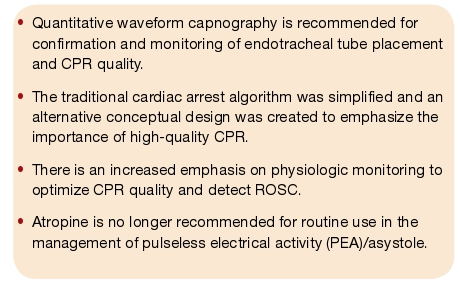 • Quantitative waveform capnography is recommended for
confirmation and monitoring of endotracheal tube placement
and CPR quality.
• The traditional cardiac arrest algorithm was simplified and an
alternative conceptual design was created to emphasize the
importance of high-quality CPR.
• There is an increased emphasis on physiologic monitoring to
optimize CPR quality and detect ROSC.
• Atropine is no longer recommended for routine use in the
management of pulseless electrical activity (PEA)/asystole.